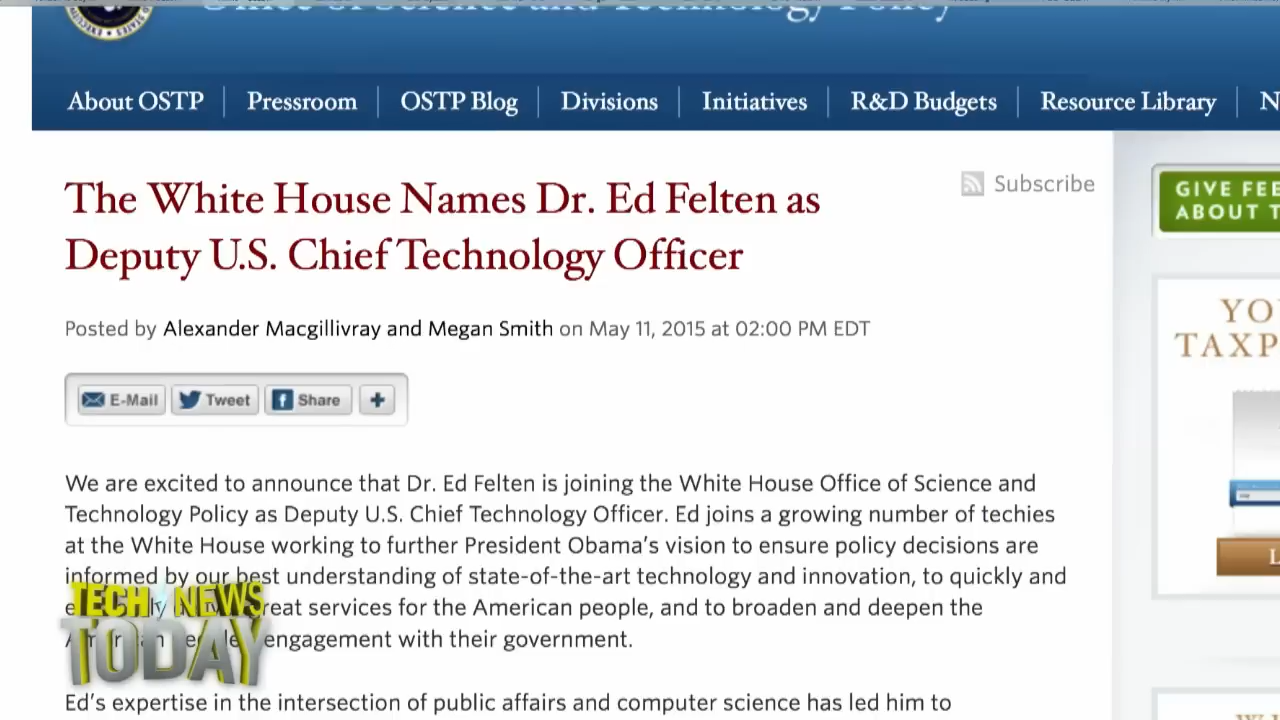 Office of Science and Technology Policy
About OSTP
Pressroom
OSTP Blog
Divisions
Initiatives
R&D Budgets
Resource Library
The White House Names Dr. Ed Felten as
Deputy U.S. Chief Technology Officer
Subscribe
Posted by Alexander Macgillivray and Megan Smith on May 11, 2015 at 02:00 PM EDT
E-Mail
Tweet
Share
We are excited to announce that Dr. Ed Felten is joining the White House Office of Science and
Technology Policy as Deputy U.S. Chief Technology Officer. Ed joins a growing number of techies
at the White House working to further President Obama's vision to ensure policy decisions are
informed by our best understanding of state-of-the-art technology and innovation, to quickly and
great services for the American people, and to broaden and deepen the
engagement with their government.
Ed's expertise in the intersection of public affairs and computer science has led him to
GIVE
ABOUT
TECH NEWS
TODAY